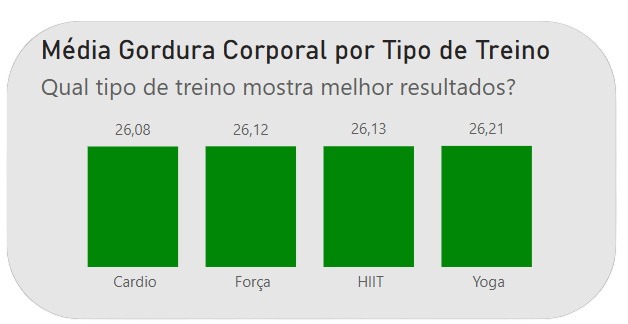 Média Gordura Corporal por Tipo de Treino
Qual tipo de treino mostra melhor resultados?
26,08 26,12 26,13 26,21
Cardio Força HIIT Yoga